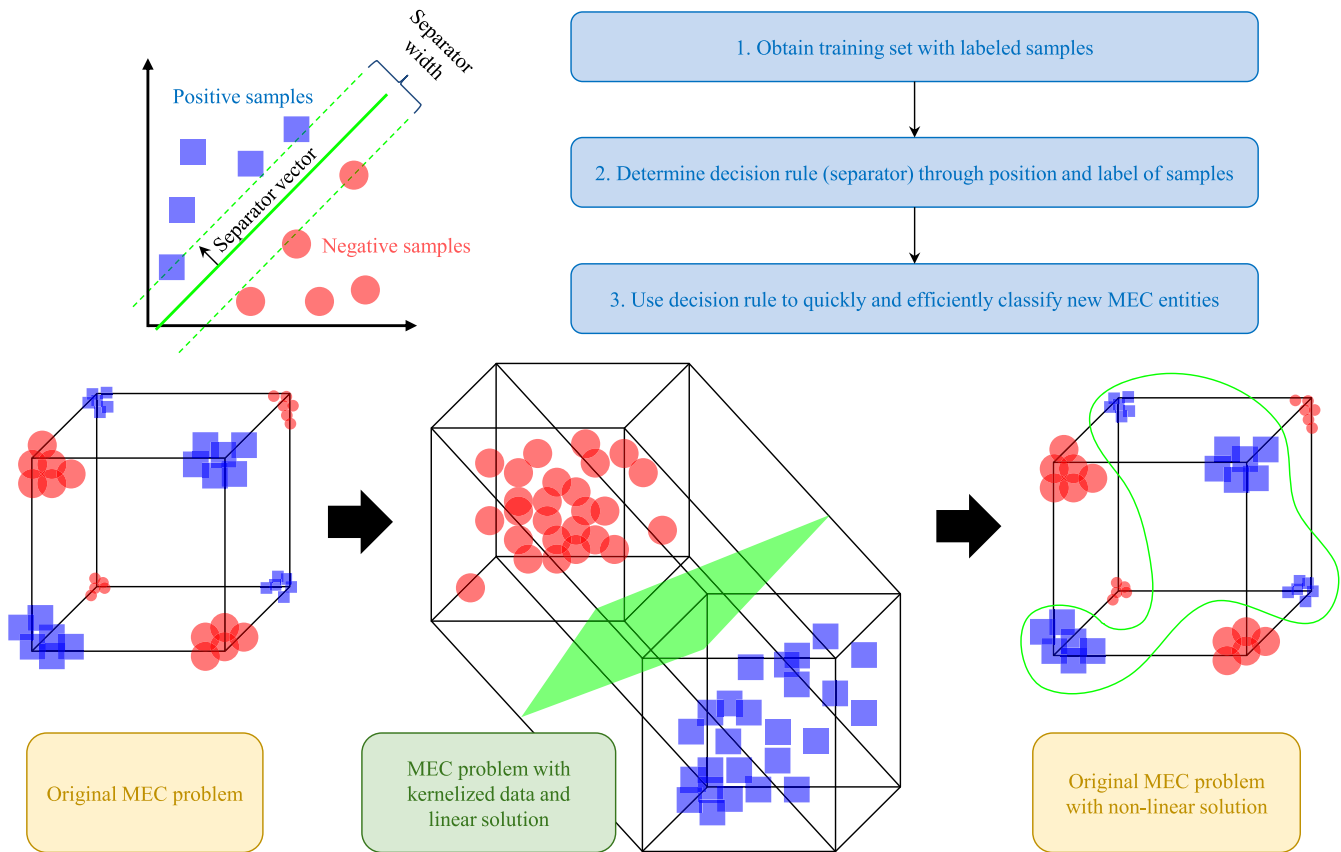 Separator
width
Positive samples
Separator vector
Negative samples
1. Obtain training set with labeled samples
2. Determine decision rule (separator) through position and label of samples
3. Use decision rule to quickly and efficiently classify new MEC entities
Original MEC problem
MEC problem with
kernelized data and
linear solution
Original MEC problem
with non-linear solution